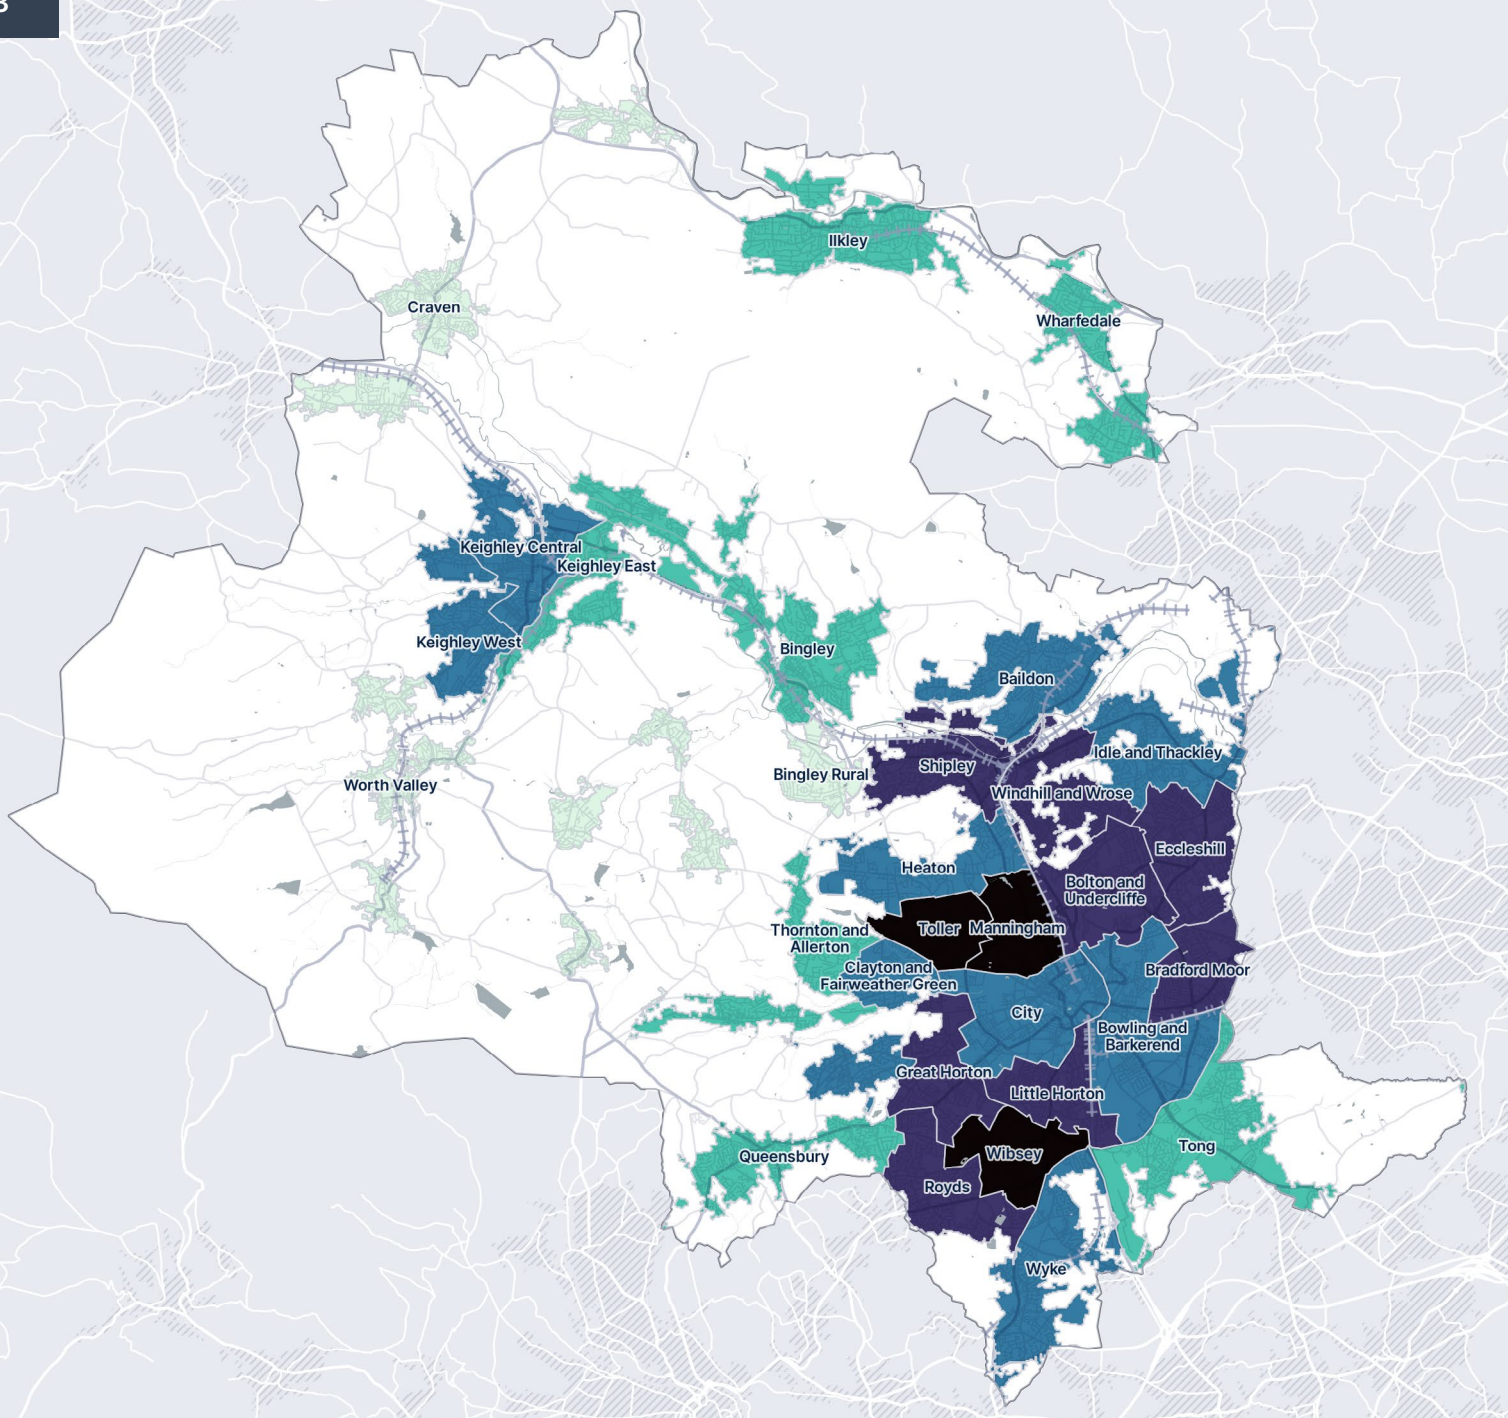 Ilkley
Craven
Wharfedale
Keighley Central
Keighley East
Keighley West
Bingley
Baildon
Idle and Thackley
Shipley
Bingley Rural
Worth Valley
Windhill and Wrose
Eccleshill
Heaton
Bolton and
Undercliffe
Toller
Manningham
Thornton and
Allerton
Clayton and
Fairweather Green
Bradford Moor
City
Bowling and
Barkerend
Great Horton
Little Horton
Queensbury
Wibsey
Tong
Royds
Wyke